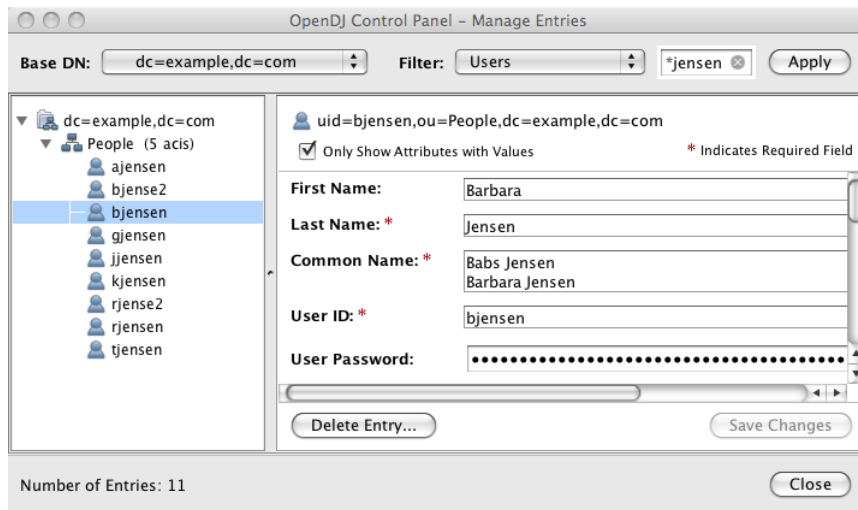 OpenDJ Control Panel – Manage Entries
Base DN: dc=example,dc=com Filter: Users *jensen Apply
dc=example,dc=com
People (5 acis)
ajensen
bjense2
bjensen
gjensen
jjensen
kjensen
rjense2
rjensen
tjensen
uid=bjensen,ou=People,dc=example,dc=com
Only Show Attributes with Values * Indicates Required Field
First Name: Barbara
Last Name: * Jensen
Common Name: * Babs Jensen
Barbara Jensen
User ID: * bjensen
User Password: ••••••••••••••••••••••••••••••••••••••
Delete Entry... Save Changes
Number of Entries: 11 Close